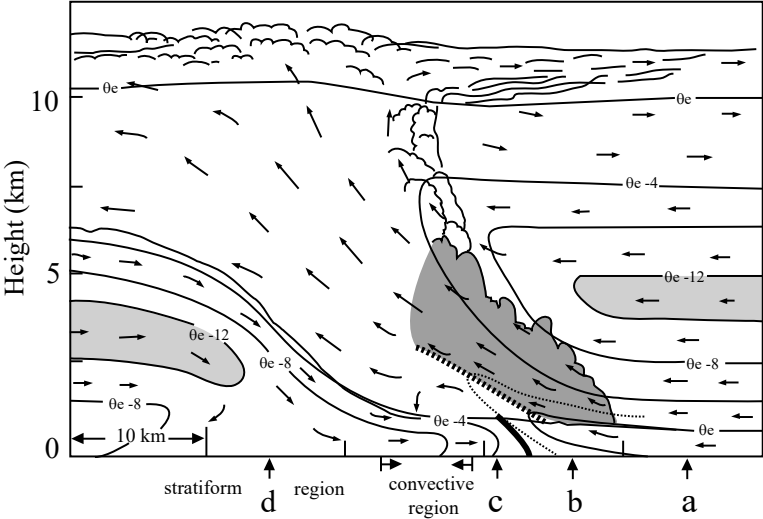 10
θe
θe
θe -4
Height (km)
5
θe -12
θe -12
θe -8
θe -8
θe -8
θe -4
θe
10 km
0
stratiform
region
convective
region
d
c
b
a